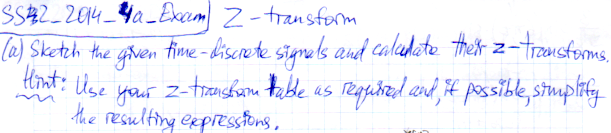 SS42_2014_4a_Exam Z-transform
(a) Sketch the given time-discrete signals and calculate their z-transforms.
Hint: Use your z-transform table as required and, if possible, simplify
the resulting expressions.